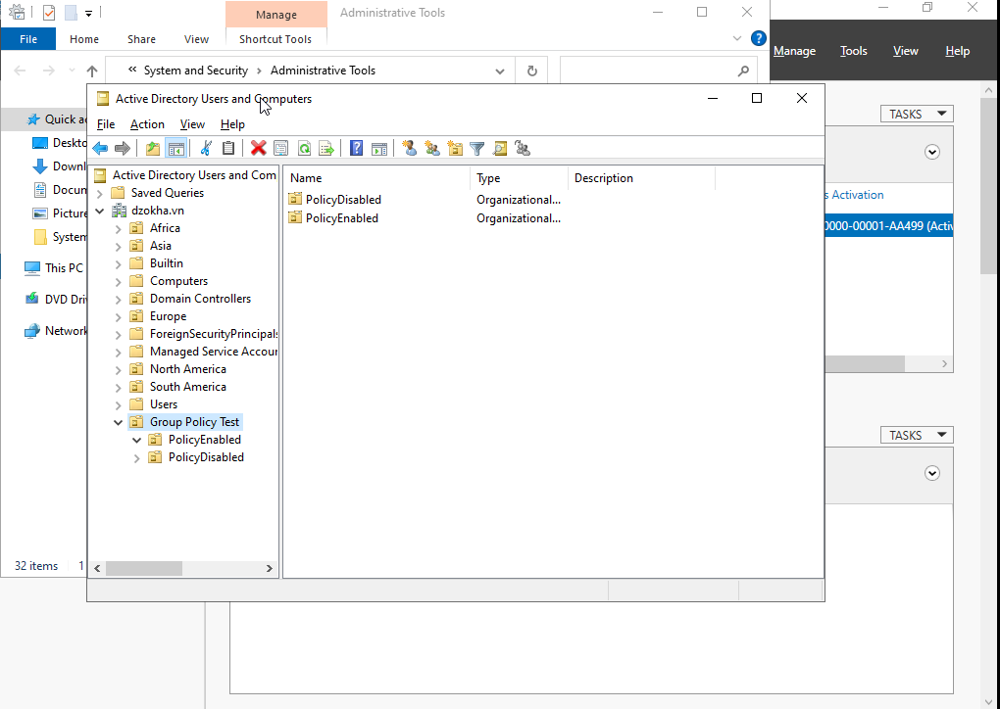 Manage
Administrative Tools
File
Home
Share
View
Shortcut Tools
Manage
Tools
View
Help
« System and Security › Administrative Tools
Active Directory Users and Computers
File
Action
View
Help
Quick a
Deskto
Downl
Docun
Picture
System
This PC
DVD Dri
Network
32 items
1
Active Directory Users and Com
Saved Queries
dzokha.vn
Africa
Asia
Builtin
Computers
Domain Controllers
Europe
ForeignSecurityPrincipals
Managed Service Accour
North America
South America
Users
Group Policy Test
PolicyEnabled
PolicyDisabled
Name
Type
Description
PolicyDisabled
Organizational...
PolicyEnabled
Organizational...
TASKS
s Activation
0000-00001-AA499 (Activ
TASKS